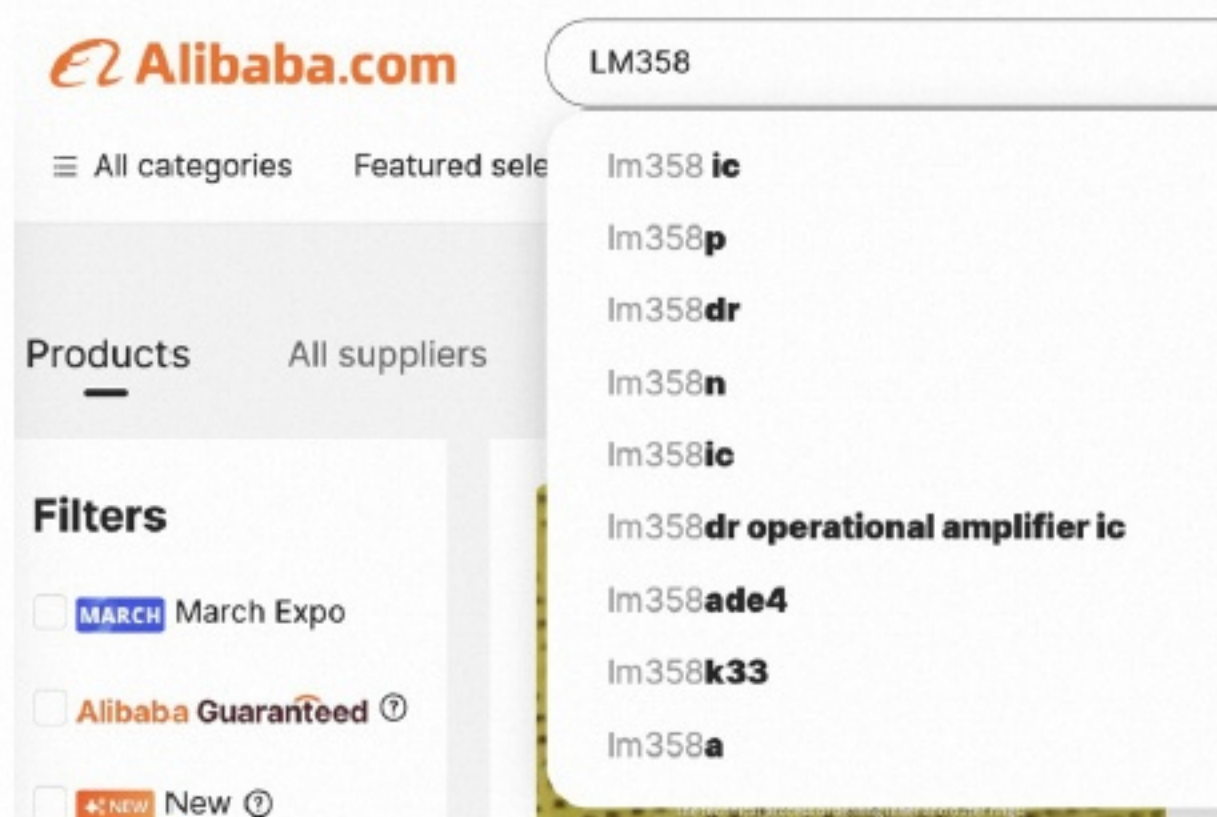 Alibaba.com
LM358
All categories
Featured sele
lm358 ic
lm358p
lm358dr
lm358n
lm358ic
lm358dr operational amplifier ic
lm358ade4
lm358k33
lm358a
Products
All suppliers
Filters
MARCH March Expo
Alibaba Guaranteed ?
NEW New ?